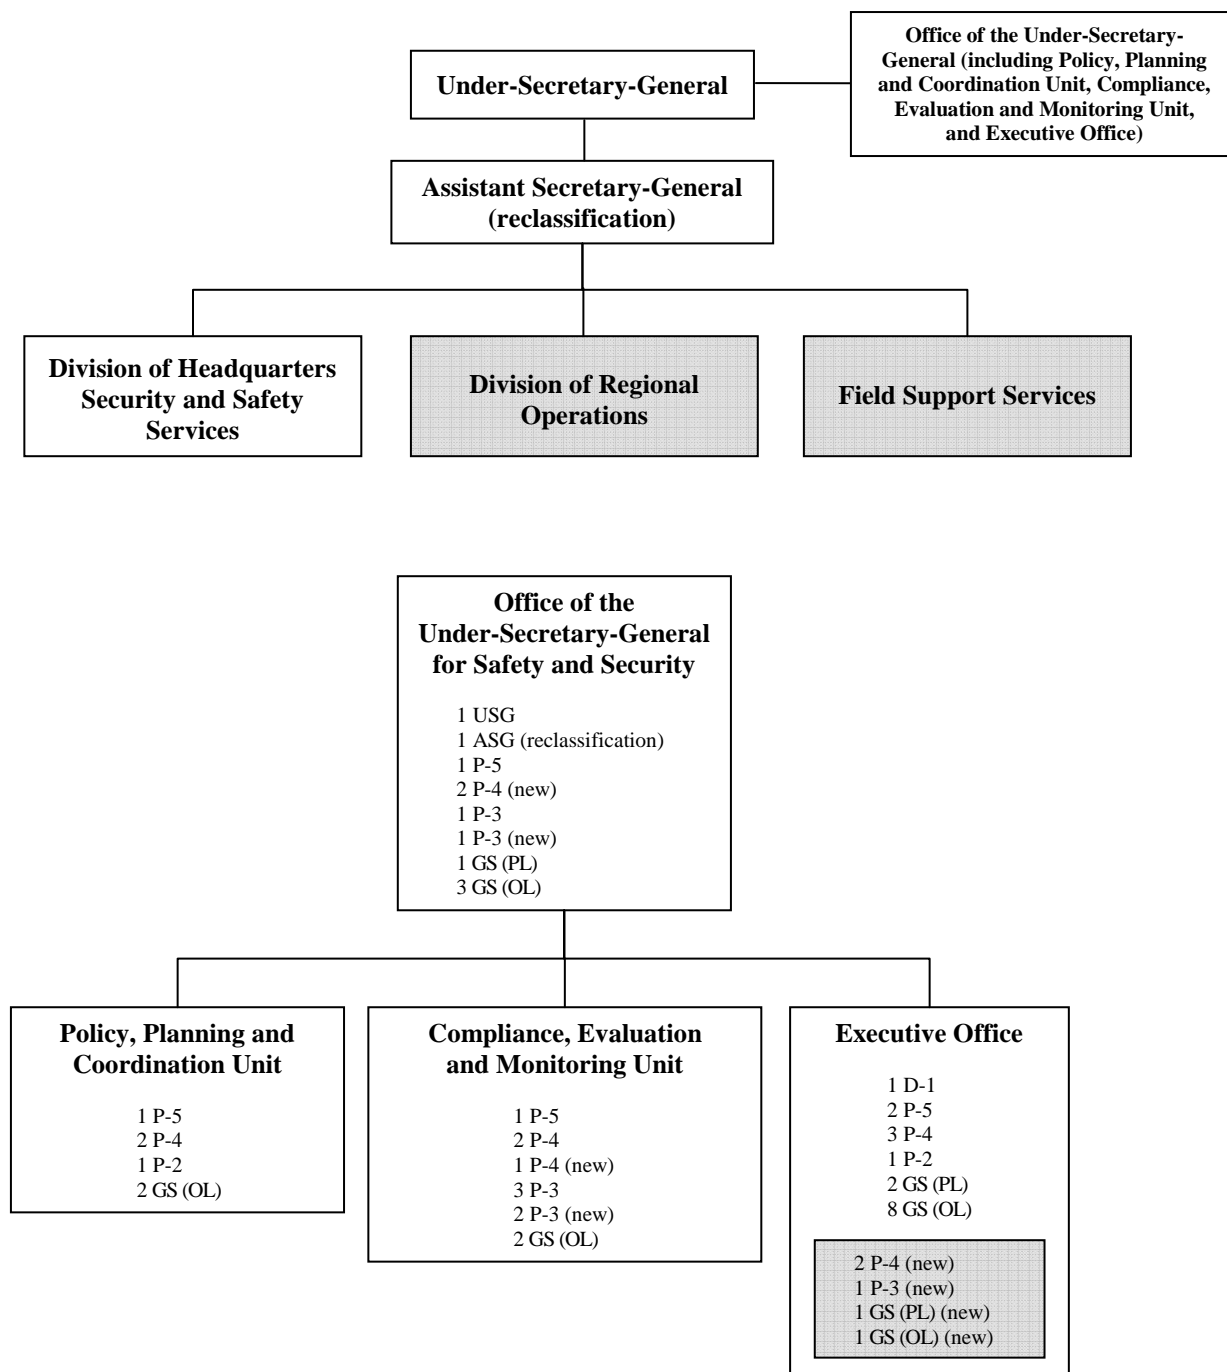 Office of the Under-Secretary-
General (including Policy, Planning
and Coordination Unit, Compliance,
Evaluation and Monitoring Unit,
and Executive Office)
Under-Secretary-General
Assistant Secretary-General
(reclassification)
Division of Headquarters
Security and Safety
Services
Division of Regional
Operations
Field Support Services
Office of the
Under-Secretary-General
for Safety and Security
1 USG
1 ASG (reclassification)
1 P-5
2 P-4 (new)
1 P-3
1 P-3 (new)
1 GS (PL)
3 GS (OL)
Policy, Planning and
Coordination Unit
1 P-5
2 P-4
1 P-2
2 GS (OL)
Compliance, Evaluation
and Monitoring Unit
1 P-5
2 P-4
1 P-4 (new)
3 P-3
2 P-3 (new)
2 GS (OL)
Executive Office
1 D-1
2 P-5
3 P-4
1 P-2
2 GS (PL)
8 GS (OL)
2 P-4 (new)
1 P-3 (new)
1 GS (PL) (new)
1 GS (OL) (new)